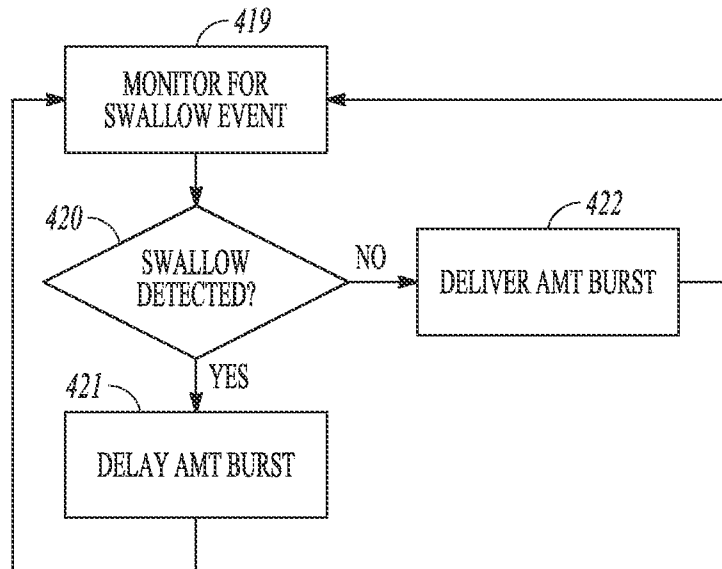 419
MONITOR FOR
SWALLOW EVENT
420
SWALLOW
DETECTED?
NO
422
DELIVER AMT BURST
YES
421
DELAY AMT BURST